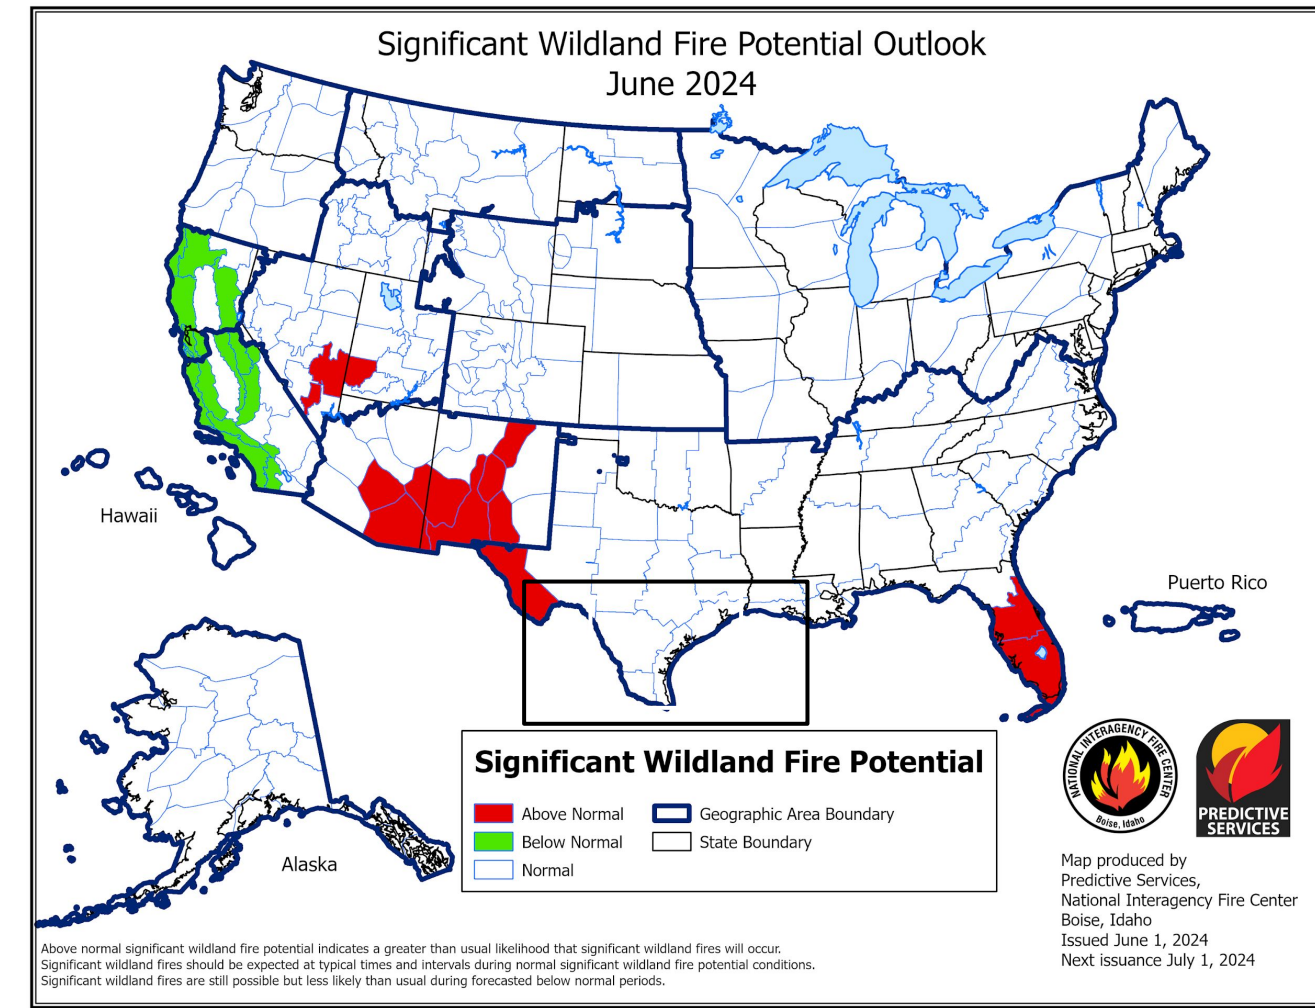 Significant Wildland Fire Potential Outlook
June 2024
Hawaii
Puerto Rico
Alaska
Significant Wildland Fire Potential
Above Normal
Geographic Area Boundary
Below Normal
State Boundary
Normal
NATIONAL INTERAGENCY FIRE CENTER
Boise, Idaho
PREDICTIVE
SERVICES
Map produced by
Predictive Services,
National Interagency Fire Center
Boise, Idaho
Issued June 1, 2024
Next issuance July 1, 2024
Above normal significant wildland fire potential indicates a greater than usual likelihood that significant wildland fires will occur.
Significant wildland fires should be expected at typical times and intervals during normal significant wildland fire potential conditions.
Significant wildland fires are still possible but less likely than usual during forecasted below normal periods.